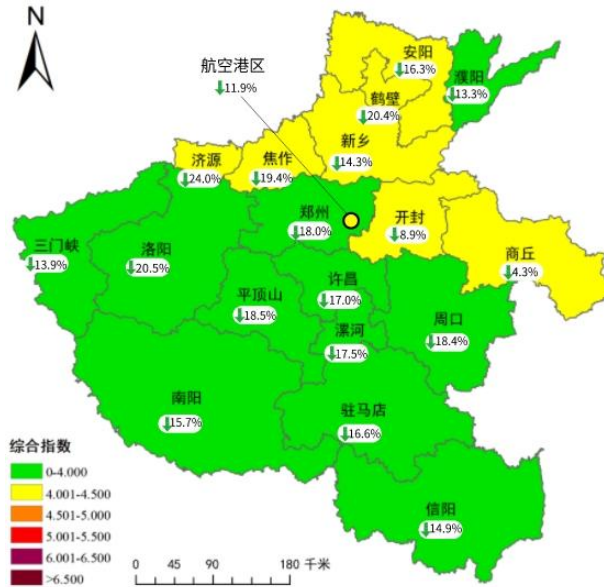 N
安阳
16.3%
濮阳
13.3%
航空港区
11.9%
鹤壁
20.4%
新乡
14.3%
济源
24.0%
焦作
19.4%
郑州
18.0%
开封
8.9%
商丘
4.3%
三门峡
13.9%
洛阳
20.5%
平顶山
18.5%
许昌
17.0%
漯河
17.5%
周口
18.4%
南阳
15.7%
驻马店
16.6%
信阳
14.9%
综合指数
0-4.000
4.001-4.500
4.501-5.000
5.001-5.500
6.001-6.500
>6.500
0 45 90 180 千米